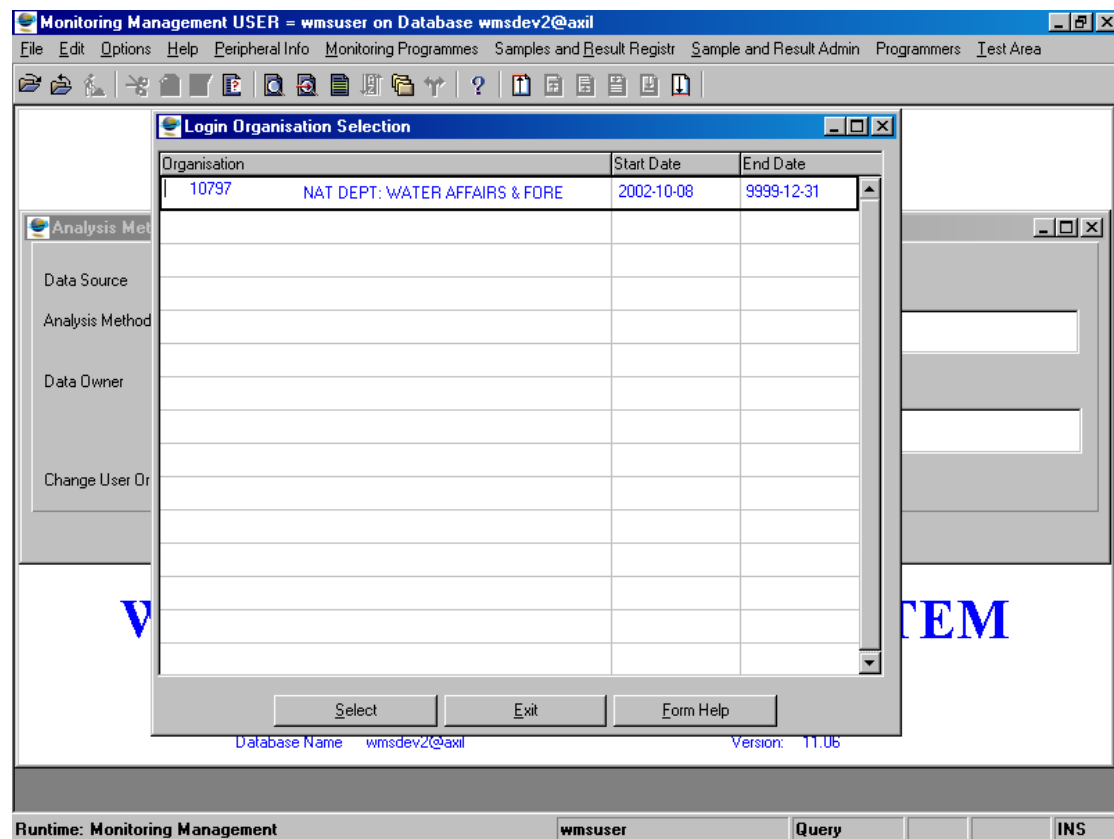 Monitoring Management USER = wmsuser on Database wmsdev2@axil
File Edit Options Help Peripheral Info Monitoring Programmes Samples and Result Registr Sample and Result Admin Programmers Test Area
Login Organisation Selection
Organisation Start Date End Date
10797 NAT DEPT: WATER AFFAIRS & FORE 2002-10-08 9999-12-31
Analysis Met
Data Source
Analysis Method
Data Owner
Change User Or
W TEM
Select Exit Form Help
Database Name wmsdev2@axil Version: 11.06
Runtime: Monitoring Management wmsuser Query INS